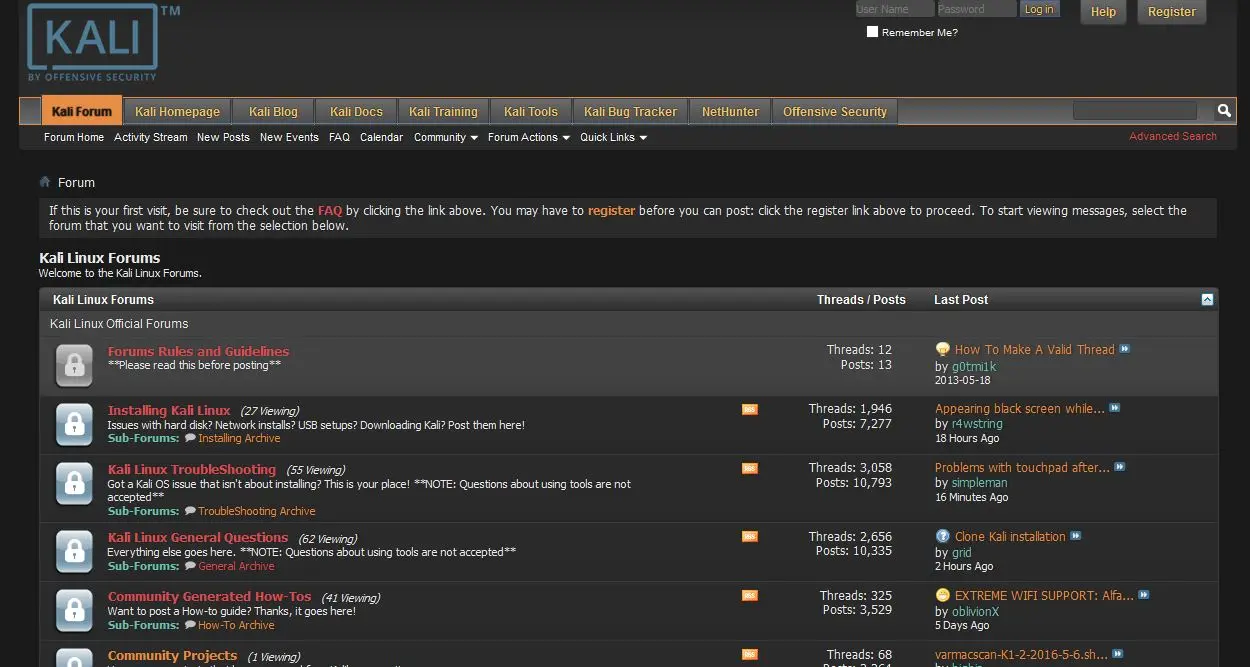 KALI TM
BY OFFENSIVE SECURITY
User Name Password Log in Help Register
Remember Me?
Kali Forum Kali Homepage Kali Blog Kali Docs Kali Training Kali Tools Kali Bug Tracker NetHunter Offensive Security
Forum Home Activity Stream New Posts New Events FAQ Calendar Community Forum Actions Quick Links Advanced Search
Forum
If this is your first visit, be sure to check out the FAQ by clicking the link above. You may have to register before you can post: click the register link above to proceed. To start viewing messages, select the
forum that you want to visit from the selection below.
Kali Linux Forums
Welcome to the Kali Linux Forums.
Kali Linux Forums Threads / Posts Last Post
Kali Linux Official Forums
Forums Rules and Guidelines
**Please read this before posting**
Threads: 12
Posts: 13
How To Make A Valid Thread
by g0tmi1k
2013-05-18
Installing Kali Linux (27 Viewing)
Issues with hard disk? Network installs? USB setups? Downloading Kali? Post them here!
Sub-Forums: Installing Archive
RSS
Threads: 1,946
Posts: 7,277
Appearing black screen while...
by r4wstring
18 Hours Ago
Kali Linux TroubleShooting (55 Viewing)
Got a Kali OS issue that isn't about installing? This is your place! **NOTE: Questions about using tools are not
accepted**
Sub-Forums: TroubleShooting Archive
RSS
Threads: 3,058
Posts: 10,793
Problems with touchpad after...
by simpleman
16 Minutes Ago
Kali Linux General Questions (62 Viewing)
Everything else goes here. **NOTE: Questions about using tools are not accepted**
Sub-Forums: General Archive
RSS
Threads: 2,656
Posts: 10,335
Clone Kali installation
by grid
2 Hours Ago
Community Generated How-Tos (41 Viewing)
Want to post a How-to guide? Thanks, it goes here!
Sub-Forums: How-To Archive
RSS
Threads: 325
Posts: 3,529
EXTREME WIFI SUPPORT: Alfa...
by oblivionX
5 Days Ago
Community Projects (1 Viewing)
RSS
Threads: 68
varmacscan-K1-2-2016-5-6.sh...